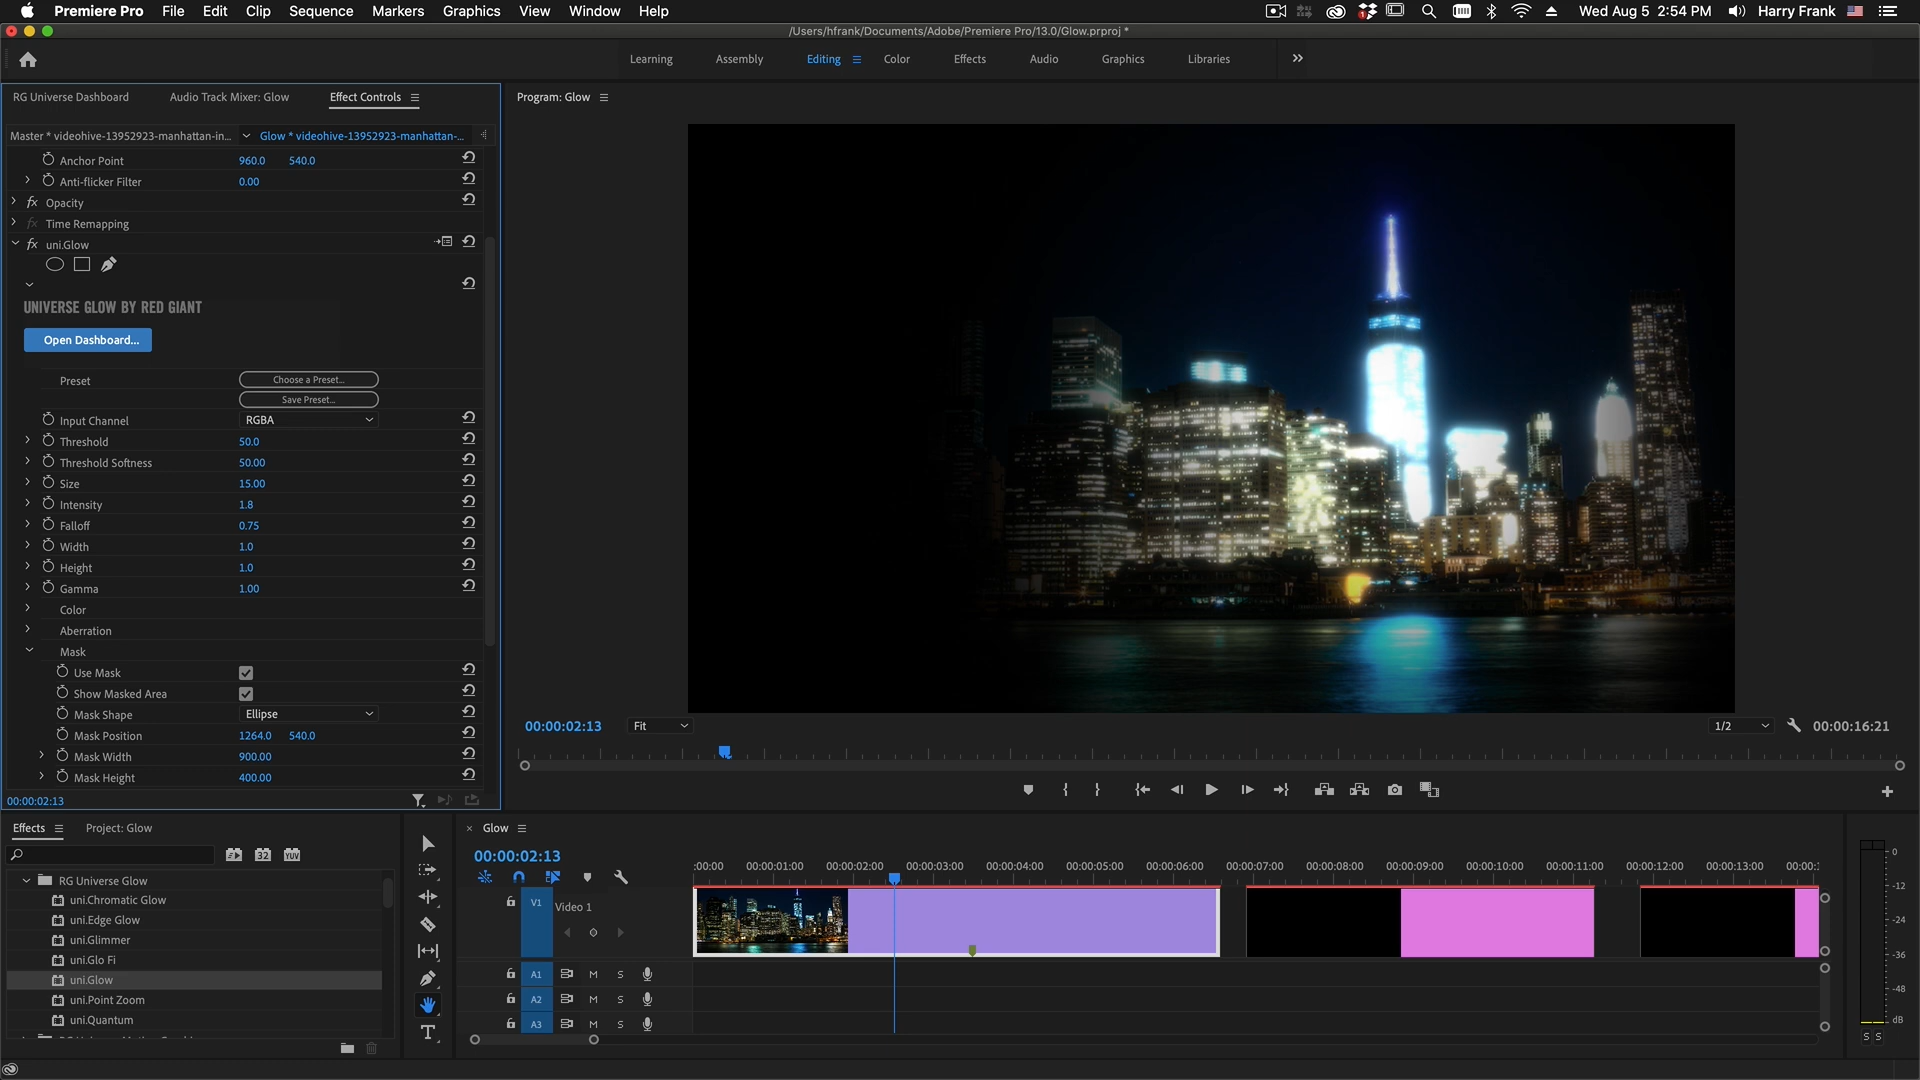 Premiere Pro File Edit Clip Sequence Markers Graphics View Window Help Wed Aug 5 2:54 PM Harry Frank
/Users/hfrank/Documents/Adobe/Premiere Pro/13.0/Glow.prproj *
Learning Assembly Editing Color Effects Audio Graphics Libraries
RG Universe Dashboard Audio Track Mixer: Glow Effect Controls
Program: Glow
Master * videohive-13952923-manhattan-in... Glow * videohive-13952923-manhattan-...
Anchor Point 960.0 540.0
Anti-flicker Filter 0.00
fx Opacity
fx Time Remapping
fx uni.Glow
UNIVERSE GLOW BY RED GIANT
Open Dashboard...
Preset Choose a Preset...
Save Preset...
Input Channel RGBA
Threshold 50.0
Threshold Softness 50.00
Size 15.00
Intensity 1.8
Falloff 0.75
Width 1.0
Height 1.0
Gamma 1.00
Color
Aberration
Mask
Use Mask
Show Masked Area
Mask Shape Ellipse
Mask Position 1264.0 540.0
Mask Width 900.00
Mask Height 400.00
00:00:02:13
00:00:02:13 Fit 1/2 00:00:16:21
Effects Project: Glow
32 YUV
RG Universe Glow
uni.Chromatic Glow
uni.Edge Glow
uni.Glimmer
uni.Glo Fi
uni.Glow
uni.Point Zoom
uni.Quantum
T
× Glow
00:00:02:13
:00:00 00:00:01:00 00:00:02:00 00:00:03:00 00:00:04:00 00:00:05:00 00:00:06:00 00:00:07:00 00:00:08:00 00:00:09:00 00:00:10:00 00:00:11:00 00:00:12:00 00:00:13:00
V1 Video 1
A1 M S
A2 M S
A3 M S
0
-12
-24
-36
-48
dB
S S